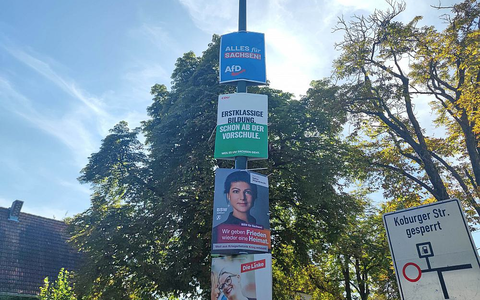 ALLES für
SACHSEN!
AfD
ERSTKLASSIGE
BILDUNG.
SCHON AB DER
VORSCHULE.
Wir geben Frieden
wieder eine Heimat.
Die Linke
Koburger Str.
gesperrt